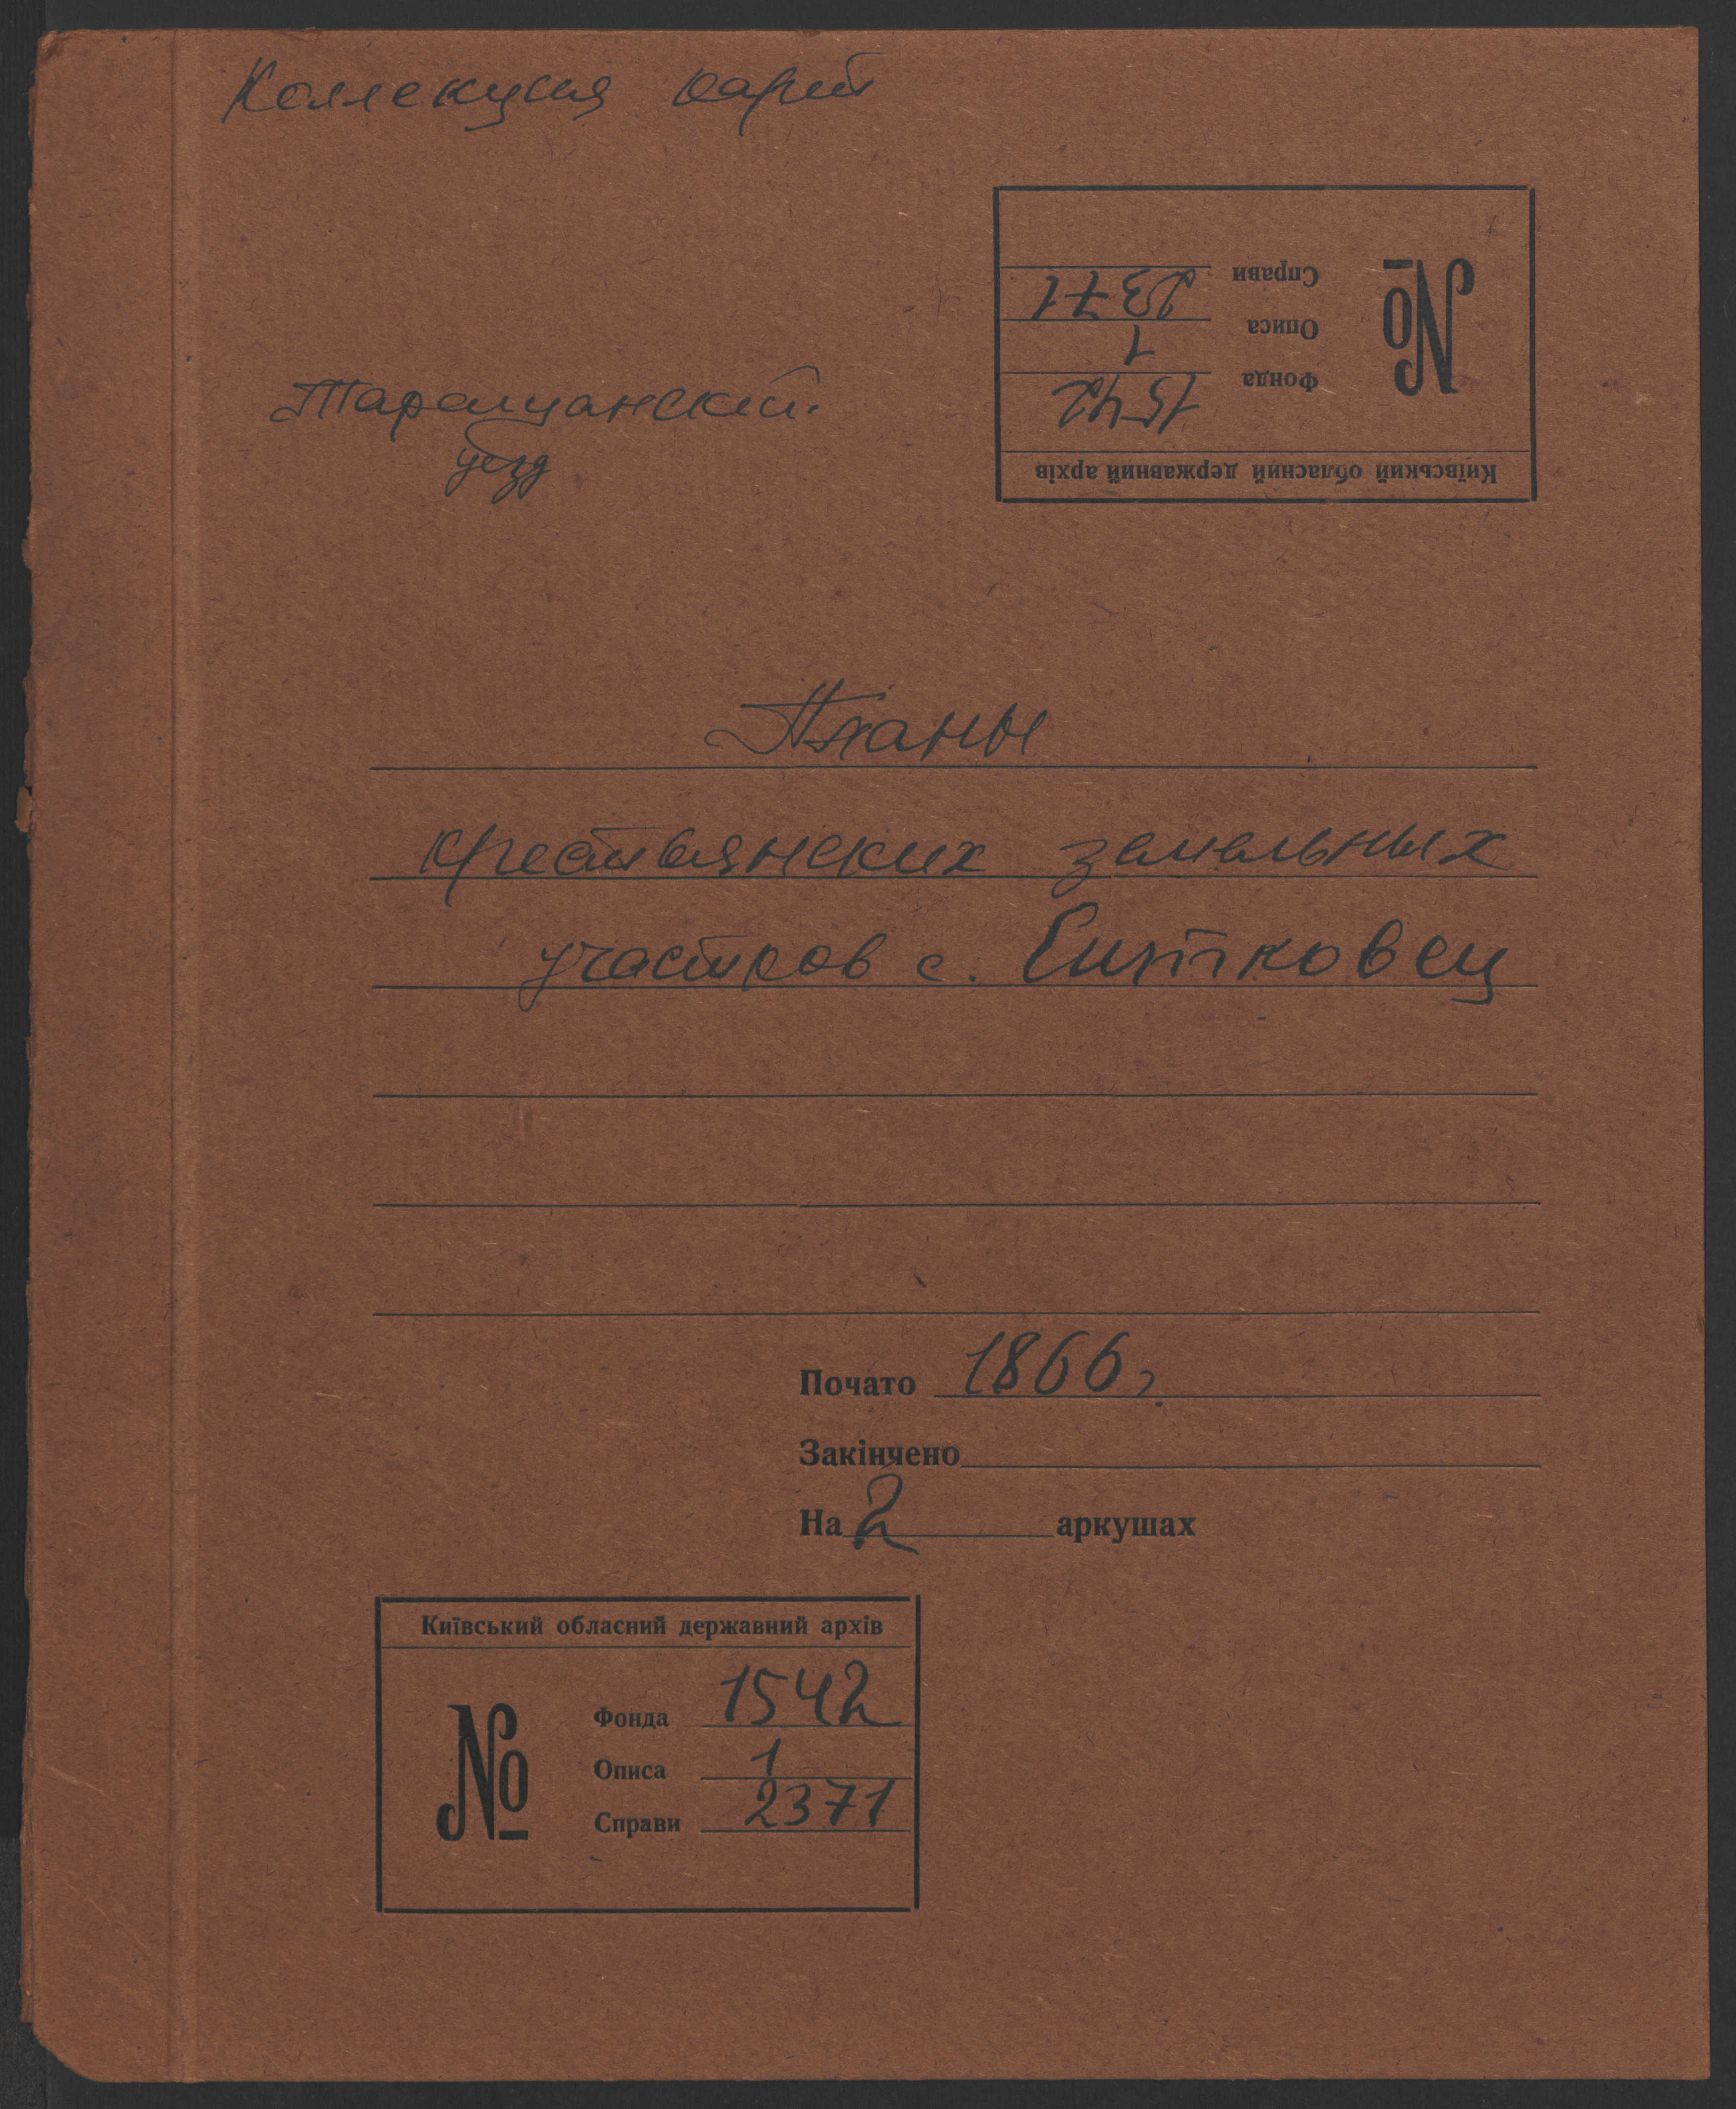 Коллекция карт
Київський обласний державний архів
№
Фонда 1542
Описа 1
Справи 2371
Таращанский
уезд
Планы
крестьянских земельных
участков с. Ситковец
Почато 1866 г.
Закінчено
На 2 аркушах
Київський обласний державний архів
№
Фонда 1542
Описа 1
Справи 2371